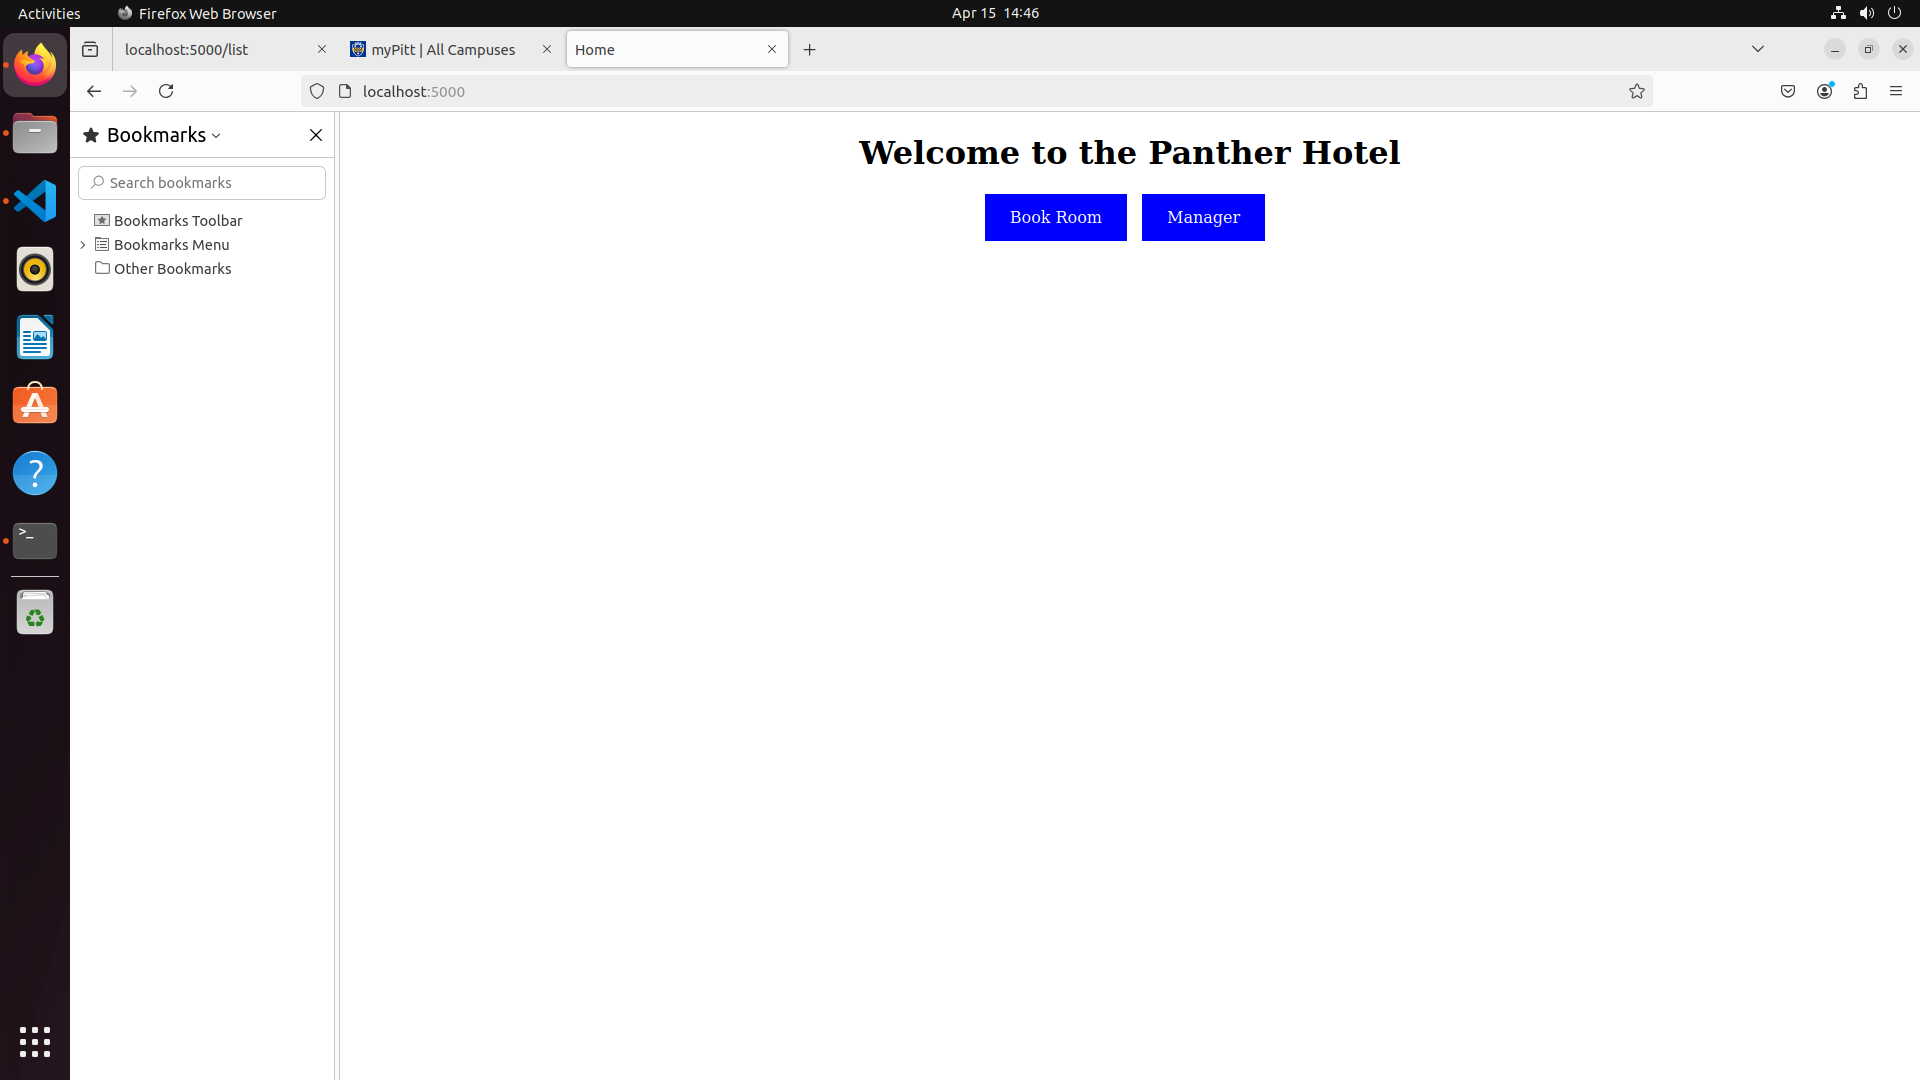 Activities
Firefox Web Browser
Apr 15 14:46
localhost:5000/list
myPitt | All Campuses
Home
localhost:5000
Bookmarks
Search bookmarks
Bookmarks Toolbar
Bookmarks Menu
Other Bookmarks
Welcome to the Panther Hotel
Book Room
Manager